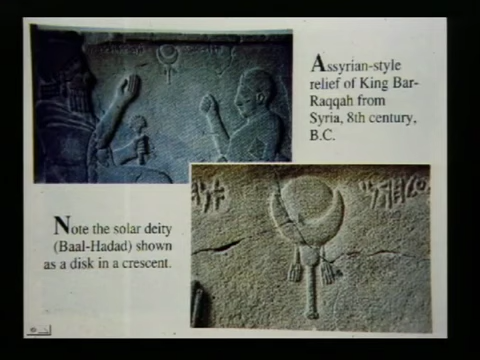 Assyrian-style
relief of King Bar-
Raqqah from
Syria, 8th century,
B.C.
Note the solar deity
(Baal-Hadad) shown
as a disk in a crescent.